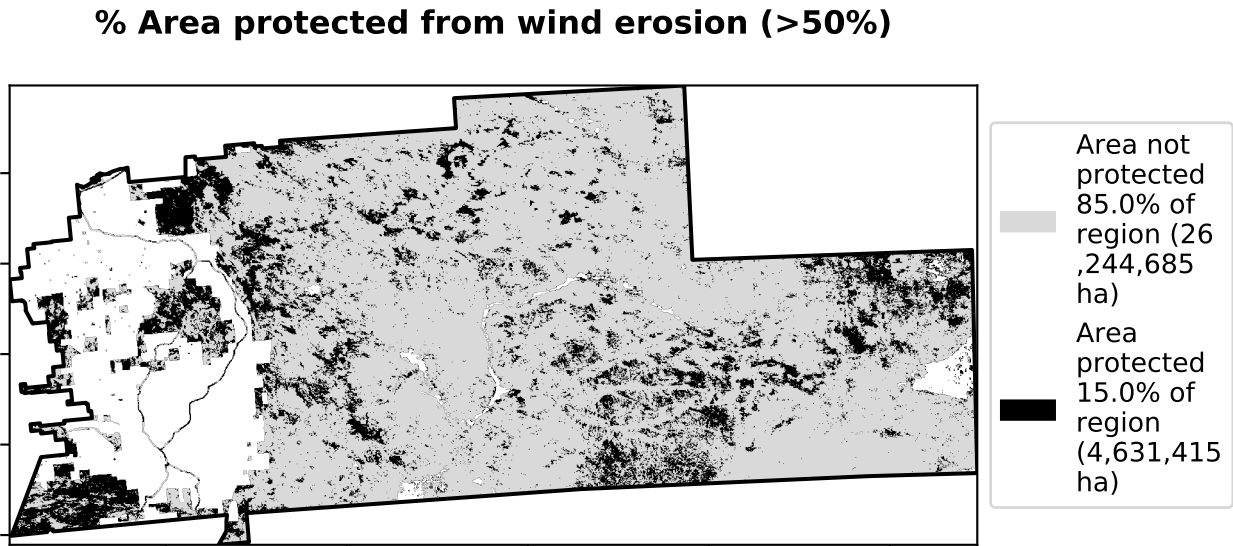 % Area protected from wind erosion (>50%)
Area not
protected
85.0% of
region (26
,244,685
ha)
Area
protected
15.0% of
region
(4,631,415
ha)